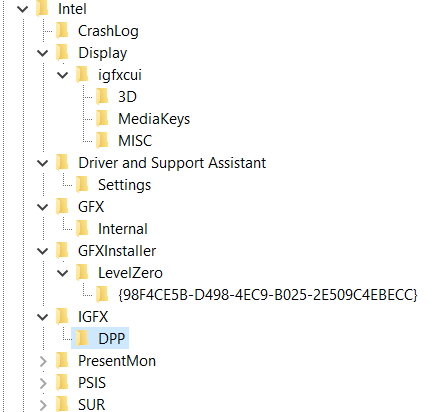 Intel
CrashLog
Display
igfxcui
3D
MediaKeys
MISC
Driver and Support Assistant
Settings
GFX
Internal
GFXInstaller
LevelZero
{98F4CE5B-D498-4EC9-B025-2E509C4EBECC}
IGFX
DPP
PresentMon
PSIS
SUR